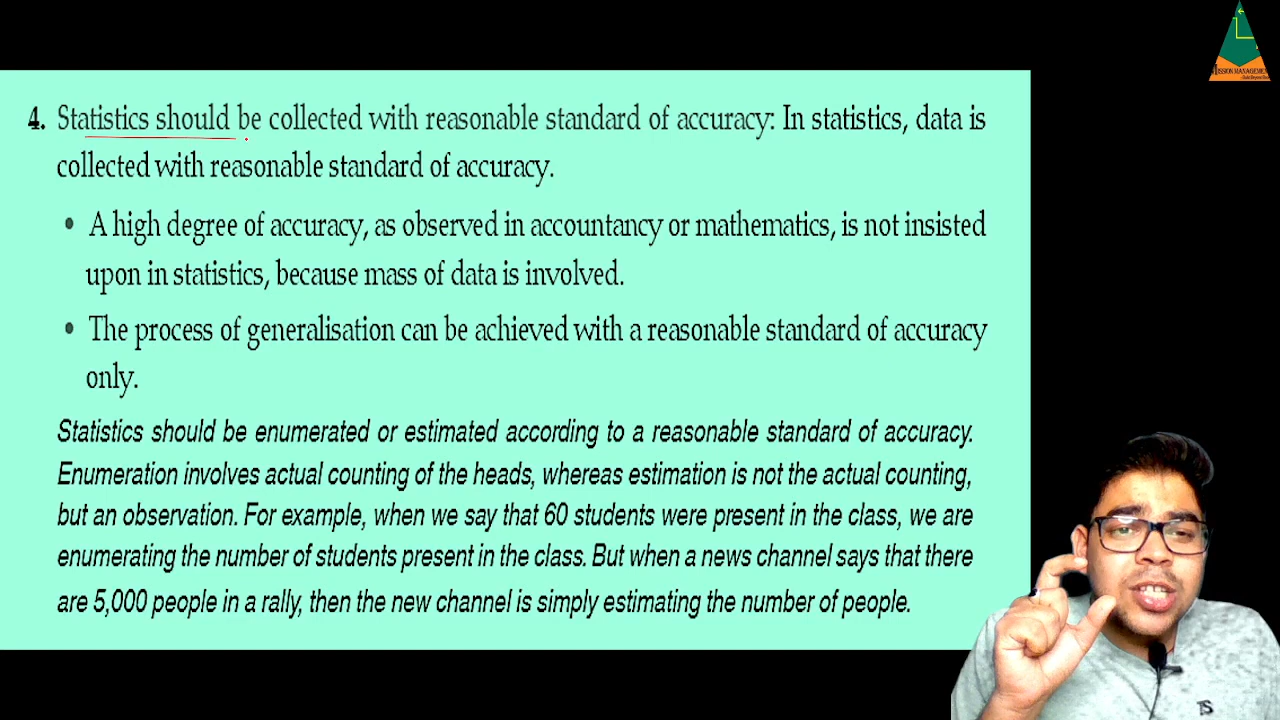 4. Statistics should be collected with reasonable standard of accuracy: In statistics, data is
collected with reasonable standard of accuracy.
• A high degree of accuracy, as observed in accountancy or mathematics, is not insisted
upon in statistics, because mass of data is involved.
• The process of generalisation can be achieved with a reasonable standard of accuracy
only.
Statistics should be enumerated or estimated according to a reasonable standard of accuracy.
Enumeration involves actual counting of the heads, whereas estimation is not the actual counting,
but an observation. For example, when we say that 60 students were present in the class, we are
enumerating the number of students present in the class. But when a news channel says that there
are 5,000 people in a rally, then the new channel is simply estimating the number of people.
MISSION MANAGEMENT